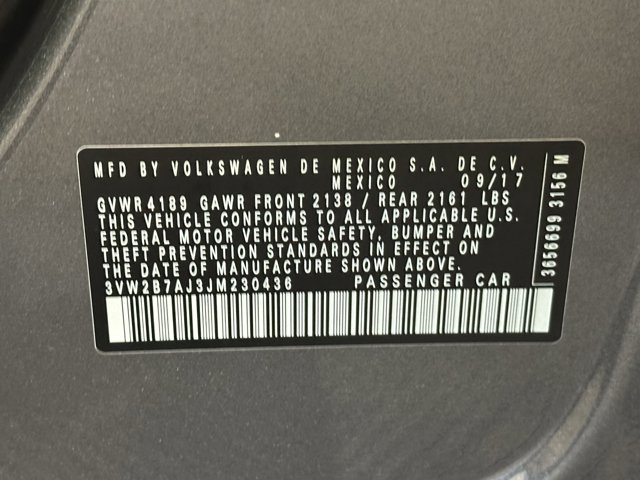 MFD BY VOLKSWAGEN DE MEXICO S.A. DE C.V.
MEXICO 09/17
GVWR4189 GAWR FRONT 2138 / REAR 2161 LBS
THIS VEHICLE CONFORMS TO ALL APPLICABLE U.S.
FEDERAL MOTOR VEHICLE SAFETY, BUMPER AND
THEFT PREVENTION STANDARDS IN EFFECT ON
THE DATE OF MANUFACTURE SHOWN ABOVE.
3VW2B7AJ3JM230436 PASSENGER CAR
3656699 3156 M